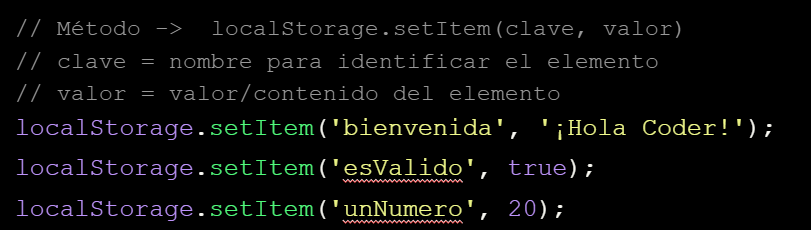 // Método ->  localStorage.setItem(clave, valor)
// clave = nombre para identificar el elemento
// valor = valor/contenido del elemento
localStorage.setItem('bienvenida', '¡Hola Coder!');
localStorage.setItem('esValido', true);
localStorage.setItem('unNumero', 20);